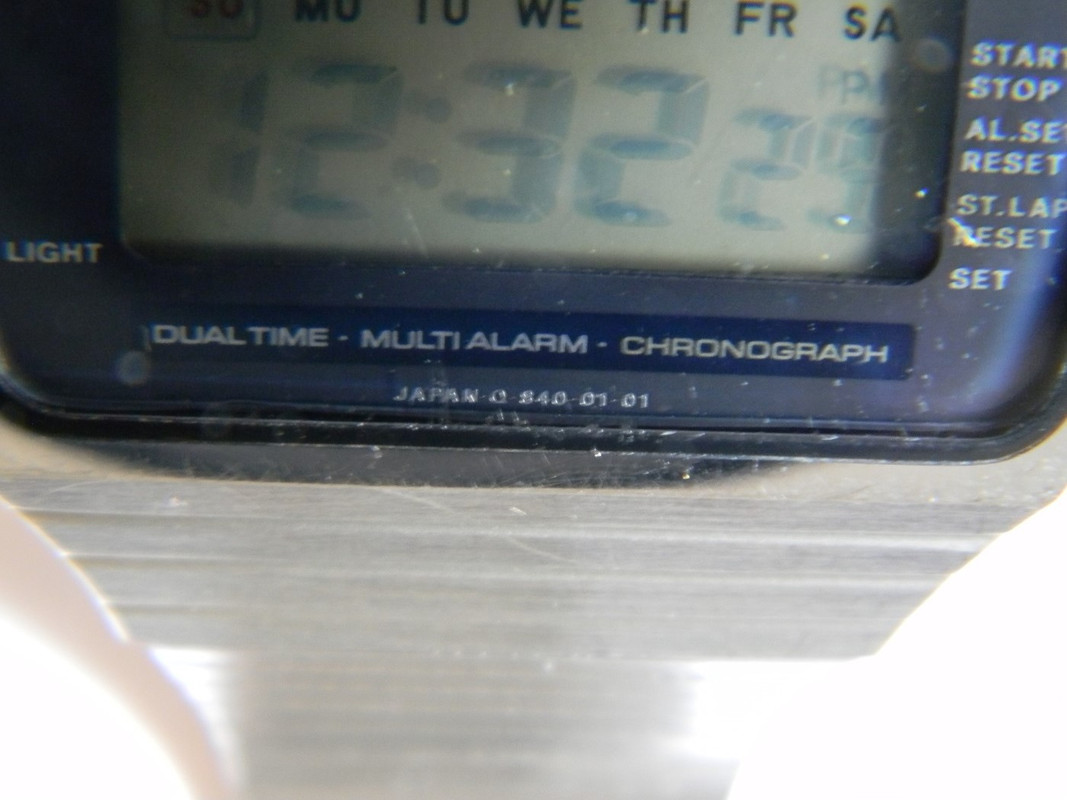 SU MO TU WE TH FR SA
12:32
START
STOP
AL.SET
RESET
ST.LAP
RESET
LIGHT
SET
DUAL TIME - MULTI ALARM - CHRONOGRAPH
JAPAN C 840-01-01